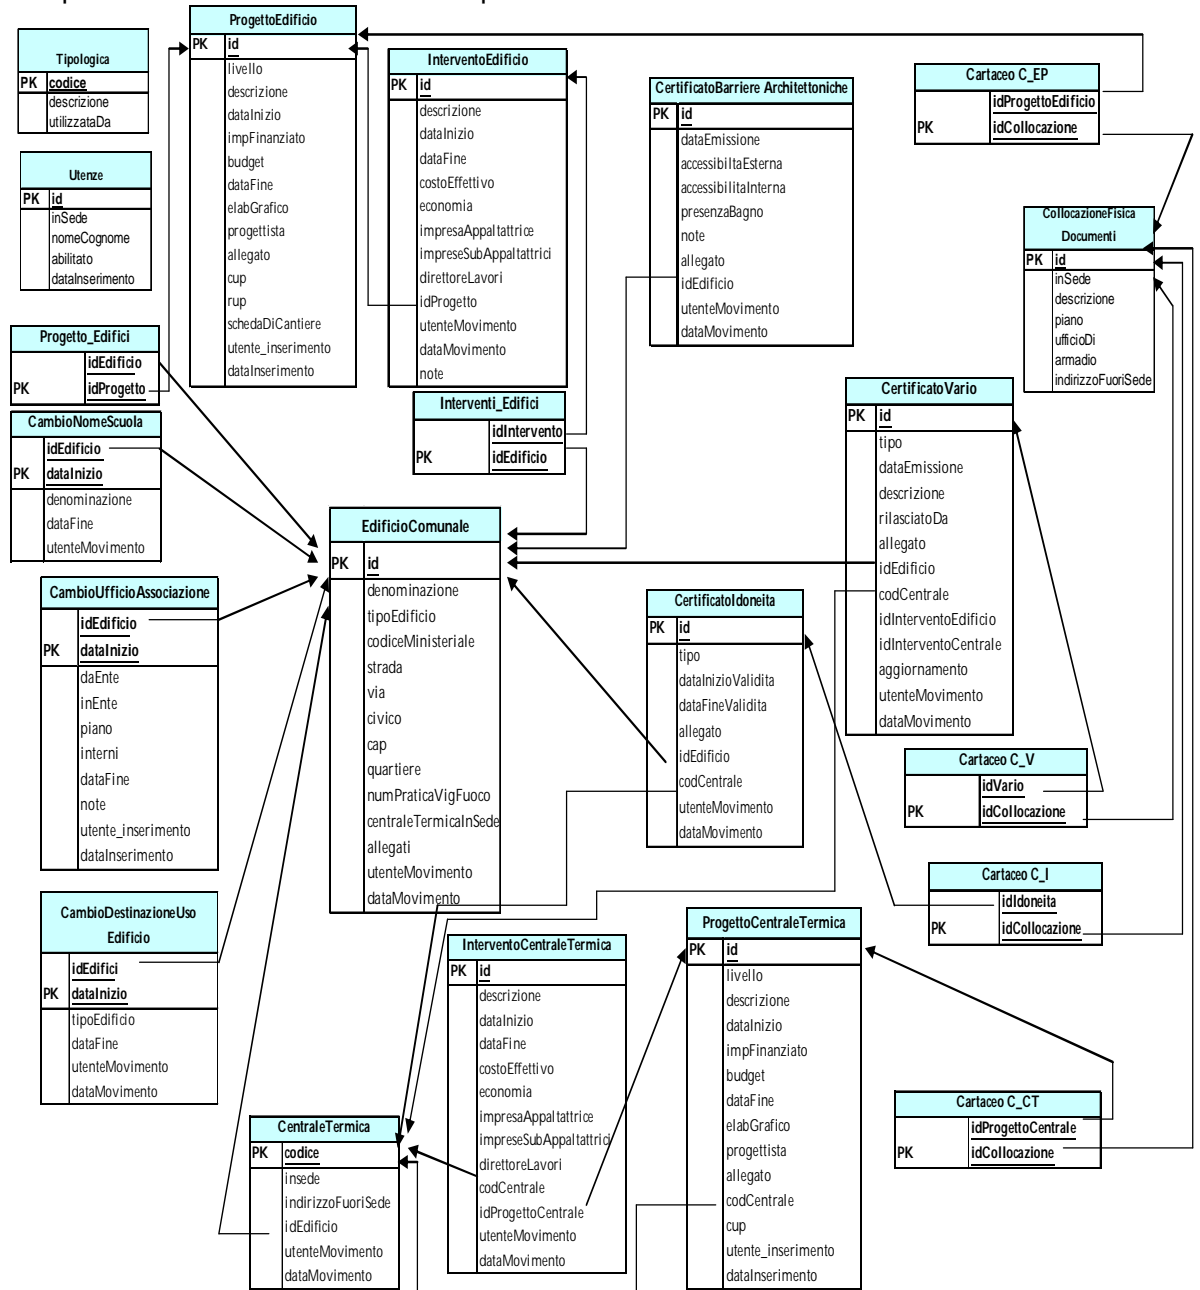 ProgettoEdificio
PK id
livello
descrizione
dataInizio
impFinanziato
budget
dataFine
elabGrafico
progettista
allegato
cup
rup
schedaDiCantiere
utente_inserimento
dataInserimento
Tipologica
PK codice
descrizione
utilizzataDa
Utenze
PK id
inSede
nomeCognome
abilitato
dataInserimento
InterventoEdificio
PK id
descrizione
dataInizio
dataFine
costoEffettivo
economia
impresaAppaltattrice
impreseSubAppaltattrici
direttoreLavori
idProgetto
utenteMovimento
dataMovimento
note
CertificatoBarriere Architettoniche
PK id
dataEmissione
accessibiltaEsterna
accessibilitaInterna
presenzaBagno
note
allegato
idEdificio
utenteMovimento
dataMovimento
Cartaceo C_EP
idProgettoEdificio
PK idCollocazione
CollocazioneFisica
Documenti
PK id
inSede
descrizione
piano
ufficioDi
armadio
indirizzoFuoriSede
Progetto_Edifici
idEdificio
PK idProgetto
CambioNomeScuola
idEdificio
PK dataInizio
denominazione
dataFine
utenteMovimento
Interventi_Edifici
idIntervento
PK idEdificio
CertificatoVario
PK id
tipo
dataEmissione
descrizione
rilasciatoDa
allegato
idEdificio
codCentrale
idInterventoEdificio
idInterventoCentrale
aggiornamento
utenteMovimento
dataMovimento
EdificioComunale
PK id
denominazione
tipoEdificio
codiceMinisteriale
strada
via
civico
cap
quartiere
numPraticaVigFuoco
centraleTermicaInSede
allegati
utenteMovimento
dataMovimento
CambioUfficioAssociazione
idEdificio
PK dataInizio
daEnte
inEnte
piano
interni
dataFine
note
utente_inserimento
dataInserimento
CertificatoIdoneita
PK id
tipo
dataInizioValidita
dataFineValidita
allegato
idEdificio
codCentrale
utenteMovimento
dataMovimento
Cartaceo C_V
idVario
PK idCollocazione
Cartaceo C_I
idIdoneita
PK idCollocazione
CambioDestinazioneUso
Edificio
idEdifici
PK dataInizio
tipoEdificio
dataFine
utenteMovimento
dataMovimento
InterventoCentraleTermica
PK id
descrizione
dataInizio
dataFine
costoEffettivo
economia
impresaAppaltattrice
impreseSubAppaltattrici
direttoreLavori
codCentrale
idProgettoCentrale
utenteMovimento
dataMovimento
ProgettoCentraleTermica
PK id
livello
descrizione
dataInizio
impFinanziato
budget
dataFine
elabGrafico
progettista
allegato
codCentrale
cup
utente_inserimento
dataInserimento
Cartaceo C_CT
idProgettoCentrale
PK idCollocazione
CentraleTermica
PK codice
insede
indirizzoFuoriSede
idEdificio
utenteMovimento
dataMovimento